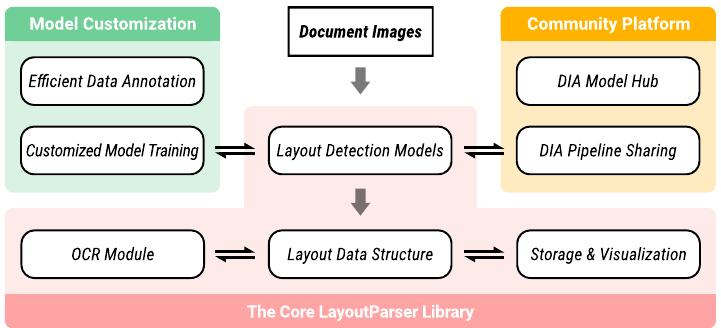 Model Customization
Document Images
Community Platform
Efficient Data Annotation
DIA Model Hub
Customized Model Training
Layout Detection Models
DIA Pipeline Sharing
OCR Module
Layout Data Structure
Storage & Visualization
The Core LayoutParser Library